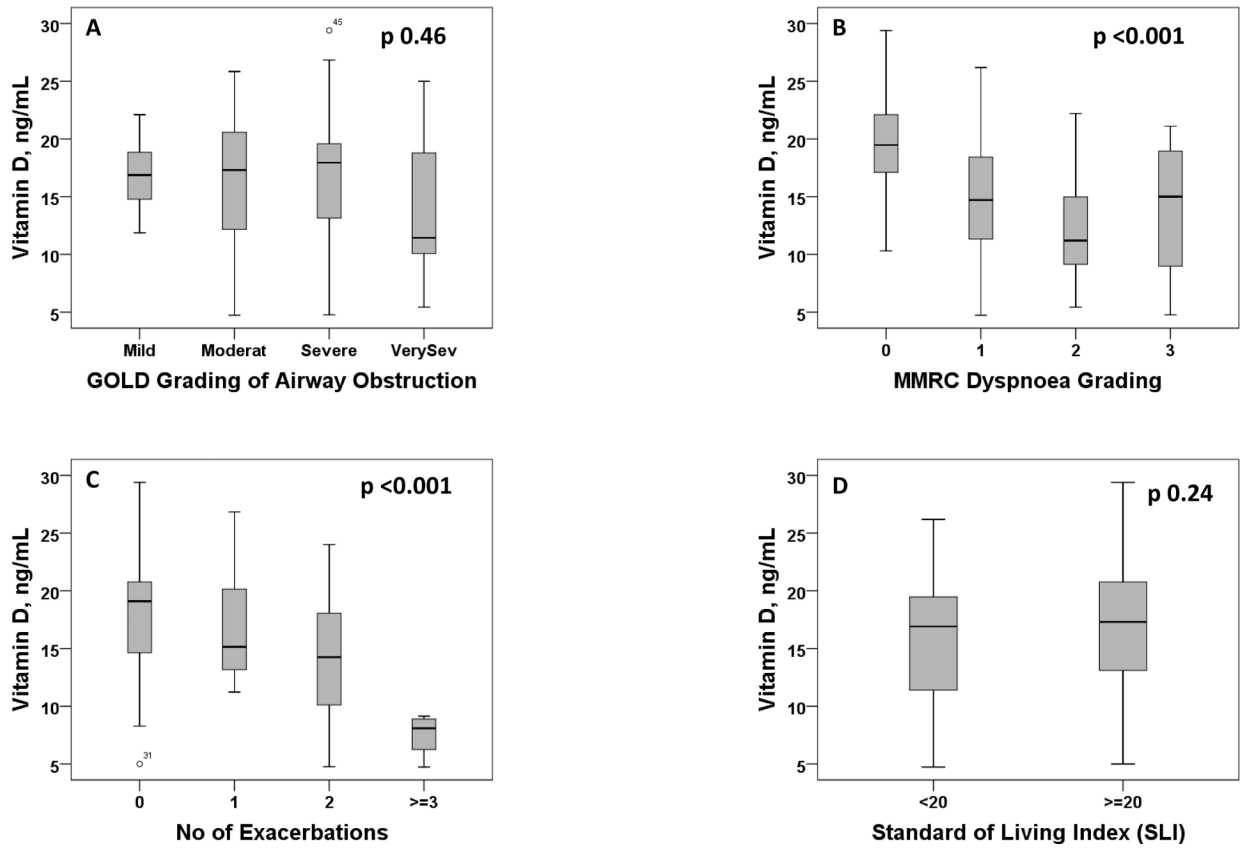 A
p 0.46
45
30
25
20
15
10
5
Vitamin D, ng/mL
Mild Moderat Severe VerySev
GOLD Grading of Airway Obstruction
B
p <0.001
30
25
20
15
10
5
Vitamin D, ng/mL
0 1 2 3
MMRC Dyspnoea Grading
C
p <0.001
30
25
20
15
10
5
31
Vitamin D, ng/mL
0 1 2 >=3
No of Exacerbations
D
p 0.24
30
25
20
15
10
5
Vitamin D, ng/mL
<20 >=20
Standard of Living Index (SLI)